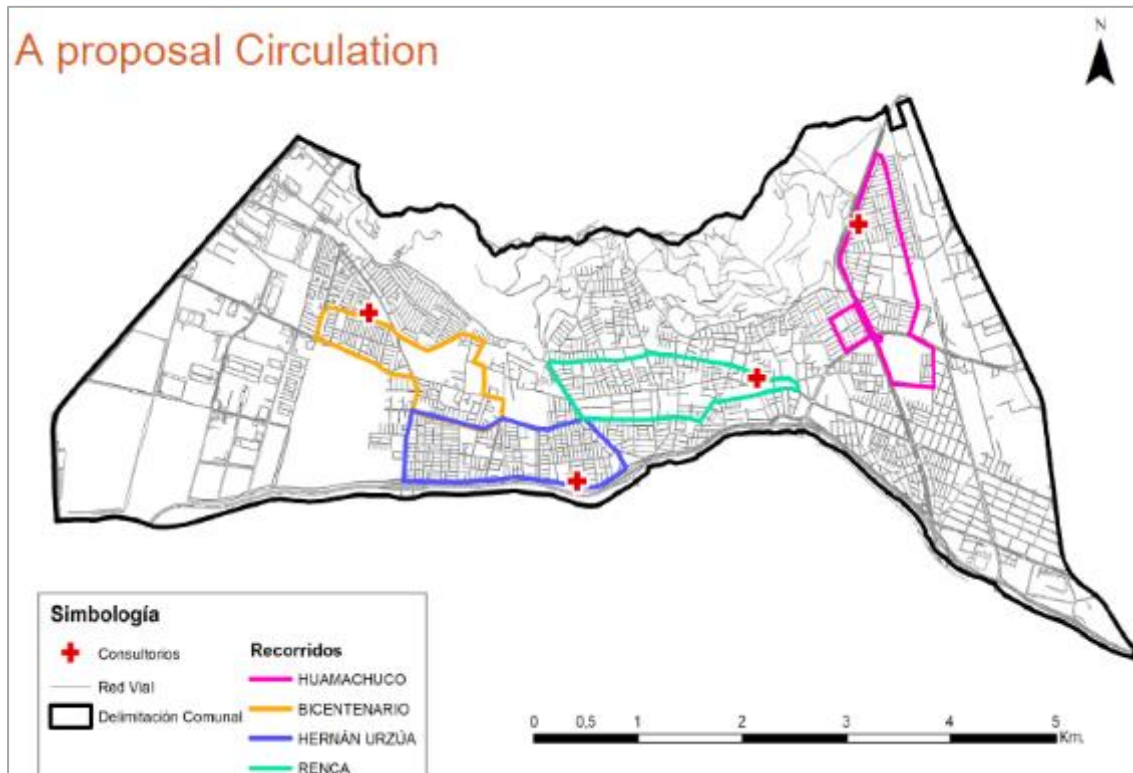 A proposal Circulation
N
Simbología
Consultorios
Red Vial
Delimitación Comunal
Recorridos
HUAMACHUCO
BICENTENARIO
HERNÁN URZÚA
RENCA
0 0,5 1 2 3 4 5
Km.